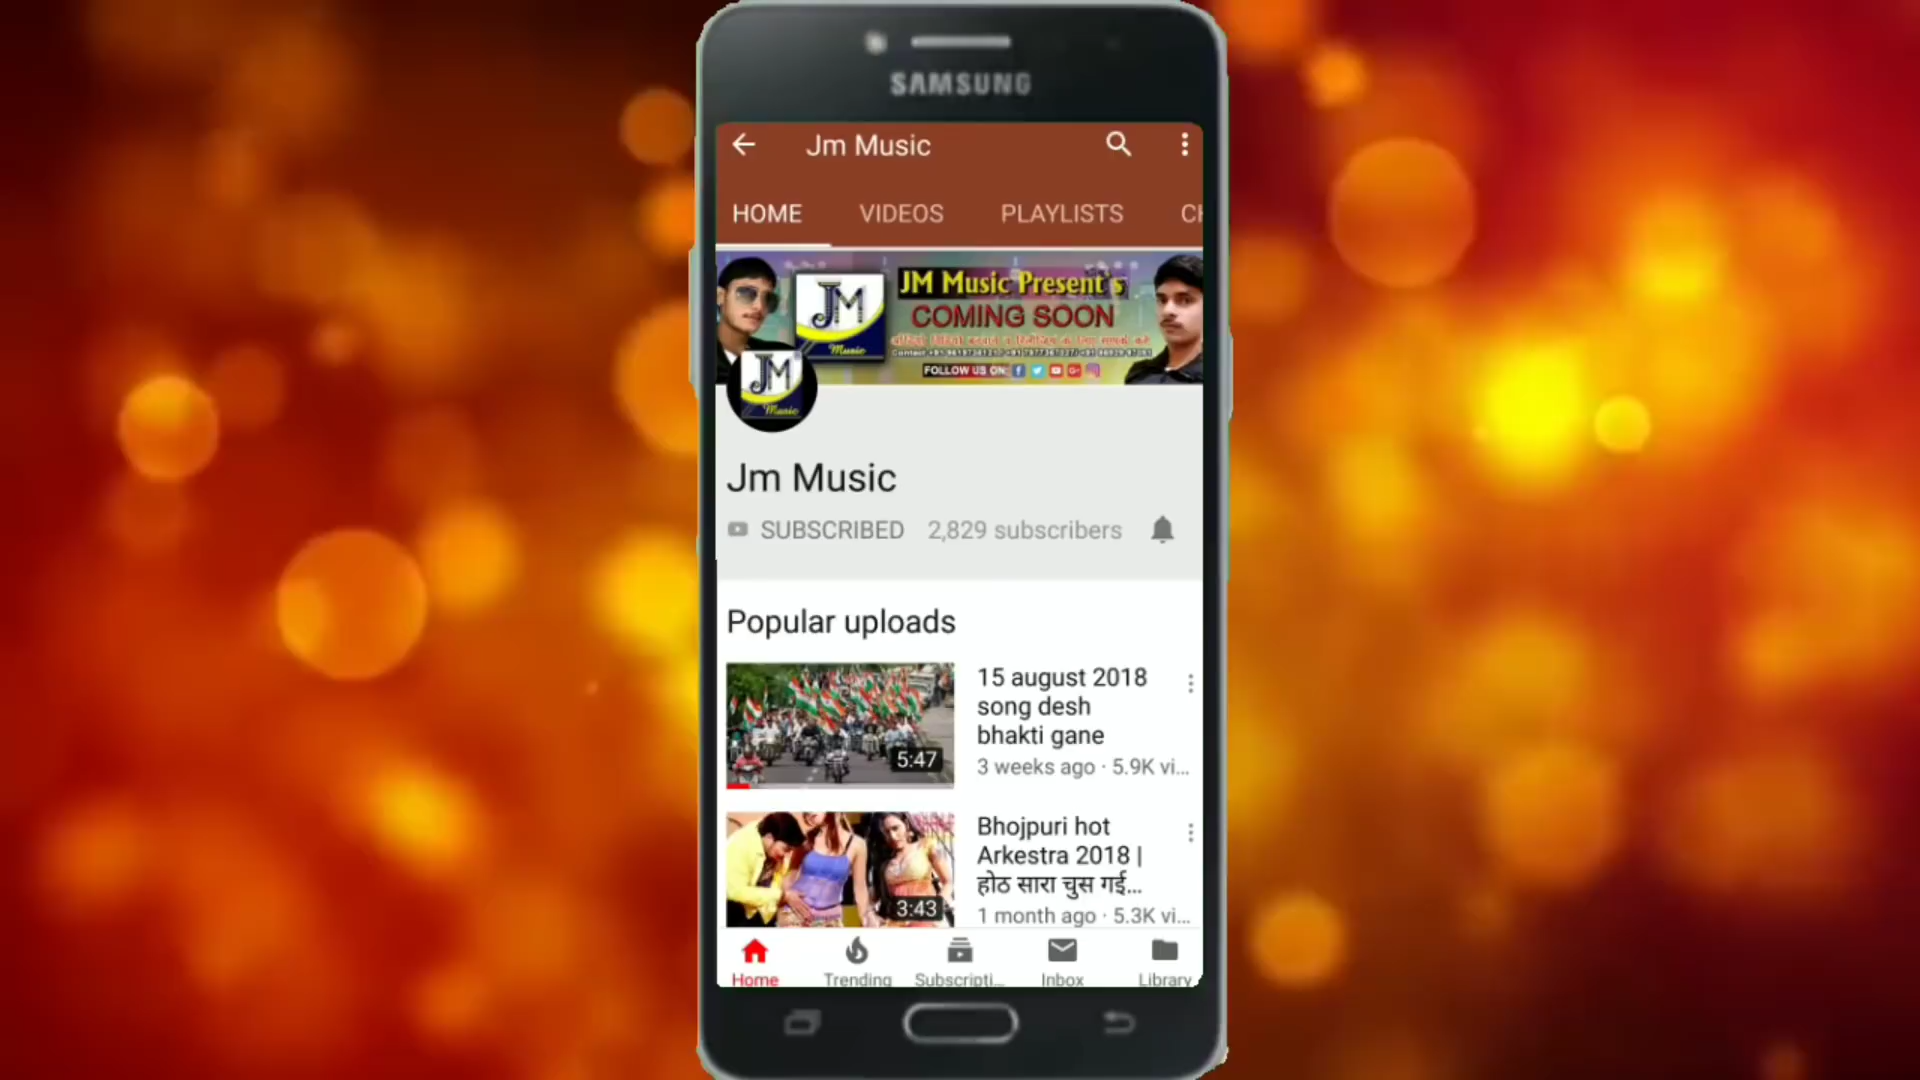 SAMSUNG
Jm Music
HOME VIDEOS PLAYLISTS
JM Music Present's
COMING SOON
JM
Music
FOLLOW US ON:
JM
Music
Jm Music
SUBSCRIBED 2,829 subscribers
Popular uploads
15 august 2018
song desh
bhakti gane
3 weeks ago · 5.9K vi...
5:47
Bhojpuri hot
Arkestra 2018 |
होठ सारा चुस गई...
1 month ago · 5.3K vi...
3:43
Home Trending Subscripti... Inbox Library